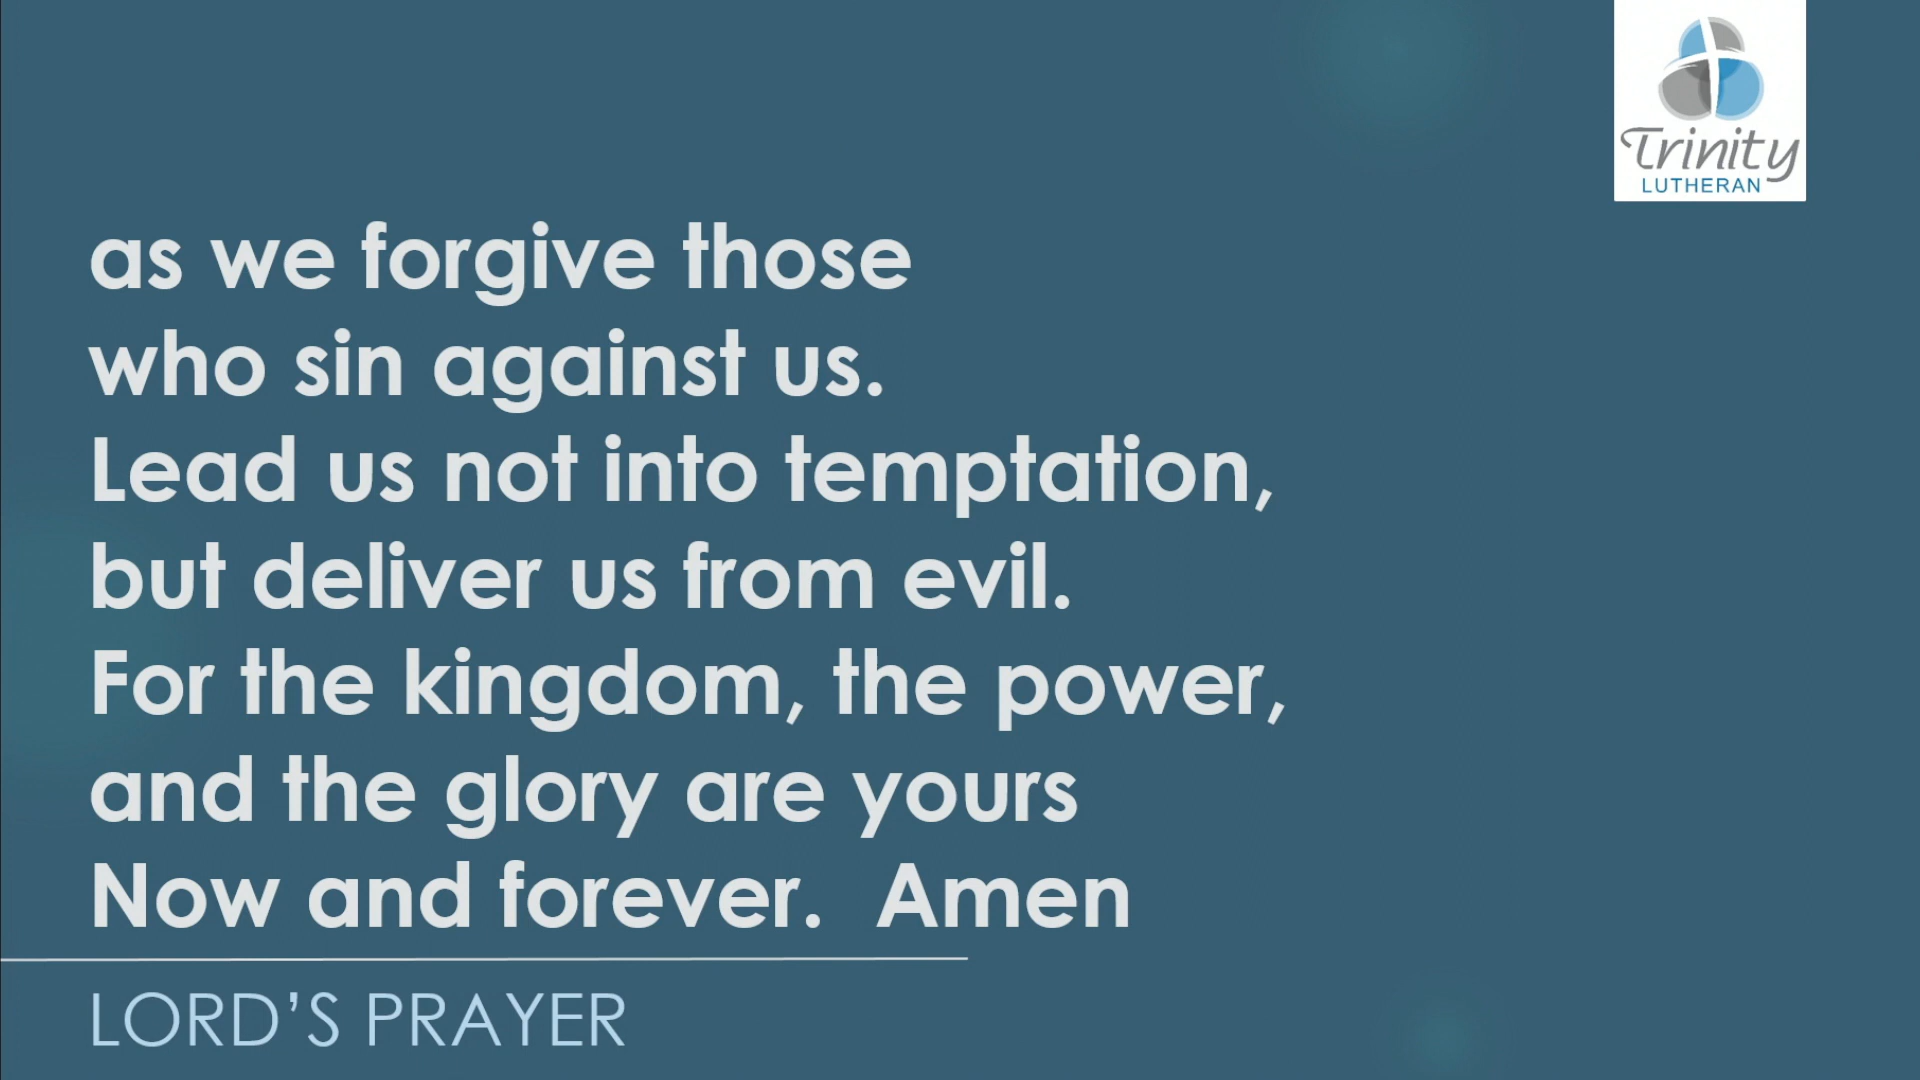 Trinity
LUTHERAN
as we forgive those
who sin against us.
Lead us not into temptation,
but deliver us from evil.
For the kingdom, the power,
and the glory are yours
Now and forever.  Amen
LORD’S PRAYER